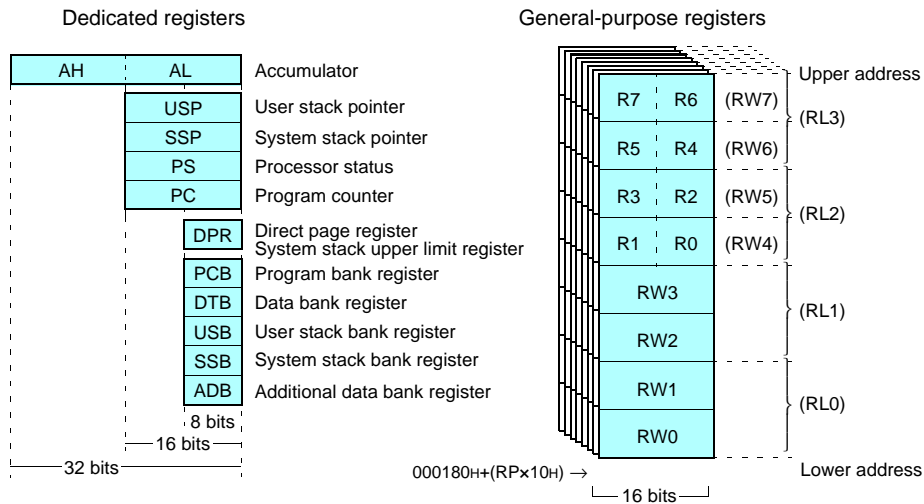 Dedicated registers
AH AL Accumulator
USP User stack pointer
SSP System stack pointer
PS Processor status
PC Program counter
DPR Direct page register
System stack upper limit register
PCB Program bank register
DTB Data bank register
USB User stack bank register
SSB System stack bank register
ADB Additional data bank register
8 bits
16 bits
32 bits
General-purpose registers
Upper address
R7 R6 (RW7)
(RL3)
R5 R4 (RW6)
R3 R2 (RW5)
(RL2)
R1 R0 (RW4)
RW3
(RL1)
RW2
RW1
(RL0)
RW0
000180H+(RP×10H) →
Lower address
16 bits